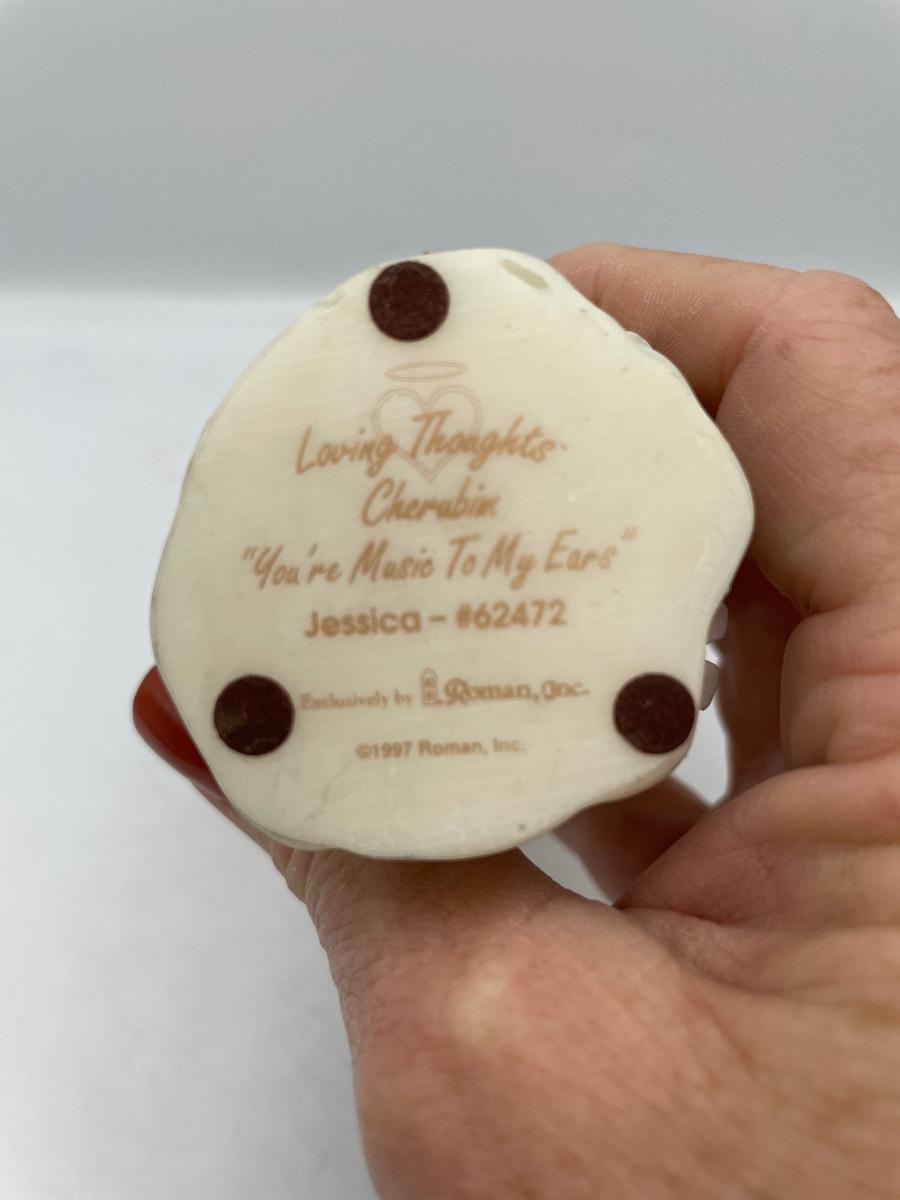 Loving Thoughts
Cherubim
"You're Music To My Ears"
Jessica - #62472
Exclusively by Roman, Inc.
©1997 Roman, Inc.